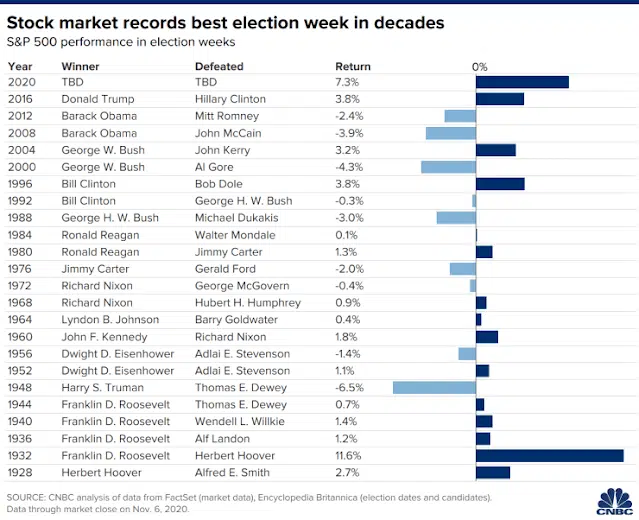 Stock market records best election week in decades
S&P 500 performance in election weeks
Year Winner Defeated Return 0%
2020 TBD TBD 7.3%
2016 Donald Trump Hillary Clinton 3.8%
2012 Barack Obama Mitt Romney -2.4%
2008 Barack Obama John McCain -3.9%
2004 George W. Bush John Kerry 3.2%
2000 George W. Bush Al Gore -4.3%
1996 Bill Clinton Bob Dole 3.8%
1992 Bill Clinton George H. W. Bush -0.3%
1988 George H. W. Bush Michael Dukakis -3.0%
1984 Ronald Reagan Walter Mondale 0.1%
1980 Ronald Reagan Jimmy Carter 1.3%
1976 Jimmy Carter Gerald Ford -2.0%
1972 Richard Nixon George McGovern -0.4%
1968 Richard Nixon Hubert H. Humphrey 0.9%
1964 Lyndon B. Johnson Barry Goldwater 0.4%
1960 John F. Kennedy Richard Nixon 1.8%
1956 Dwight D. Eisenhower Adlai E. Stevenson -1.4%
1952 Dwight D. Eisenhower Adlai E. Stevenson 1.1%
1948 Harry S. Truman Thomas E. Dewey -6.5%
1944 Franklin D. Roosevelt Thomas E. Dewey 0.7%
1940 Franklin D. Roosevelt Wendell L. Willkie 1.4%
1936 Franklin D. Roosevelt Alf Landon 1.2%
1932 Franklin D. Roosevelt Herbert Hoover 11.6%
1928 Herbert Hoover Alfred E. Smith 2.7%
SOURCE: CNBC analysis of data from FactSet (market data), Encyclopedia Britannica (election dates and candidates).
Data through market close on Nov. 6, 2020.
CNBC